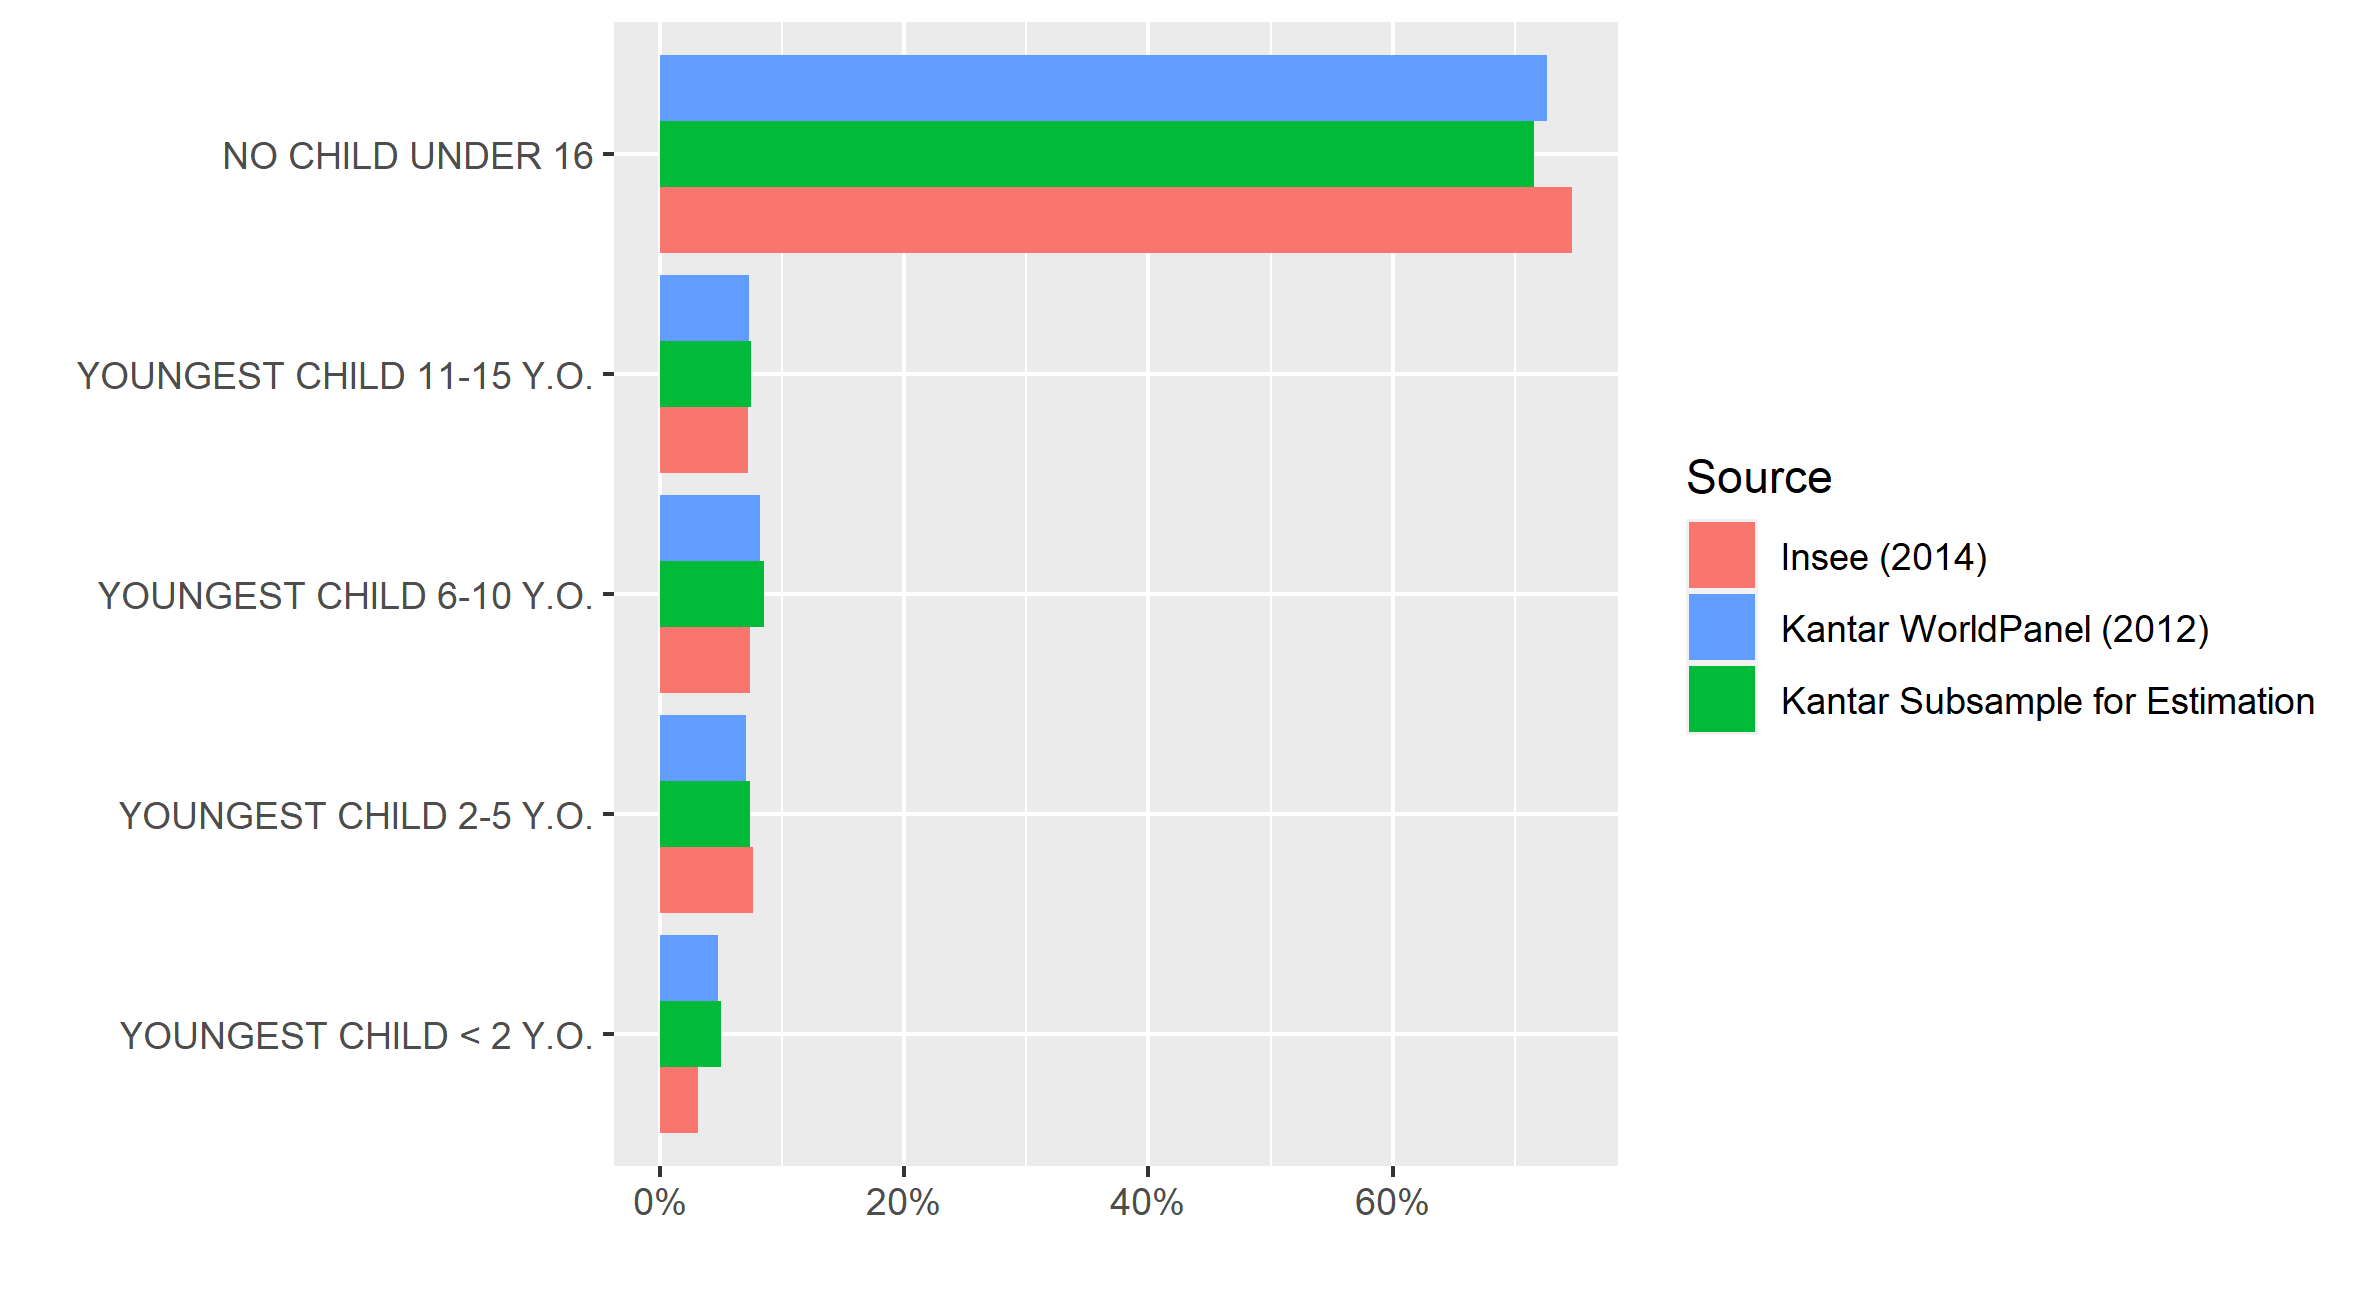 NO CHILD UNDER 16
YOUNGEST CHILD 11-15 Y.O.
YOUNGEST CHILD 6-10 Y.O.
YOUNGEST CHILD 2-5 Y.O.
YOUNGEST CHILD < 2 Y.O.
0%
20%
40%
60%
Source
Insee (2014)
Kantar WorldPanel (2012)
Kantar Subsample for Estimation